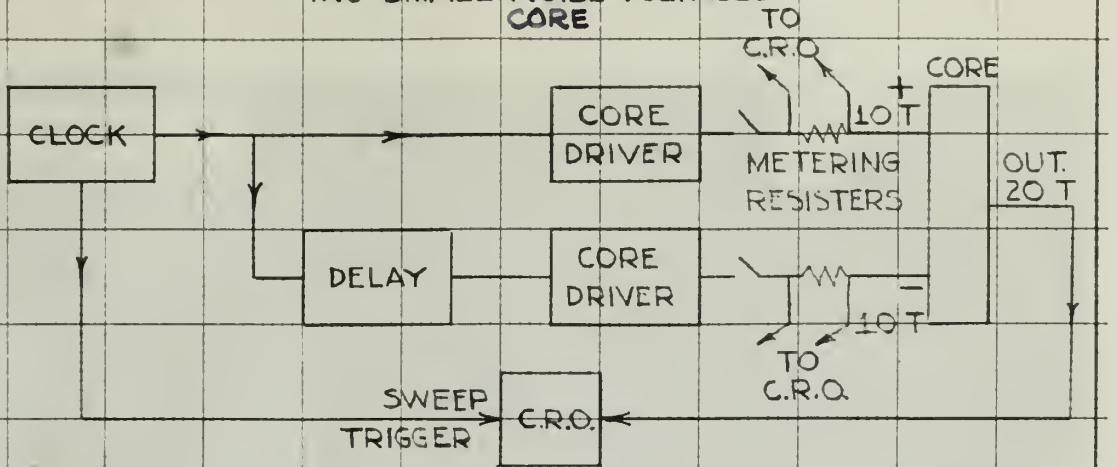 CORE
CLOCK
CORE
DRIVER
TO
C.R.O.
+
10 T
METERING
RESISTERS
CORE
OUT.
20 T
DELAY
CORE
DRIVER
–
10 T
TO
C.R.O.
SWEEP
TRIGGER
C.R.O.